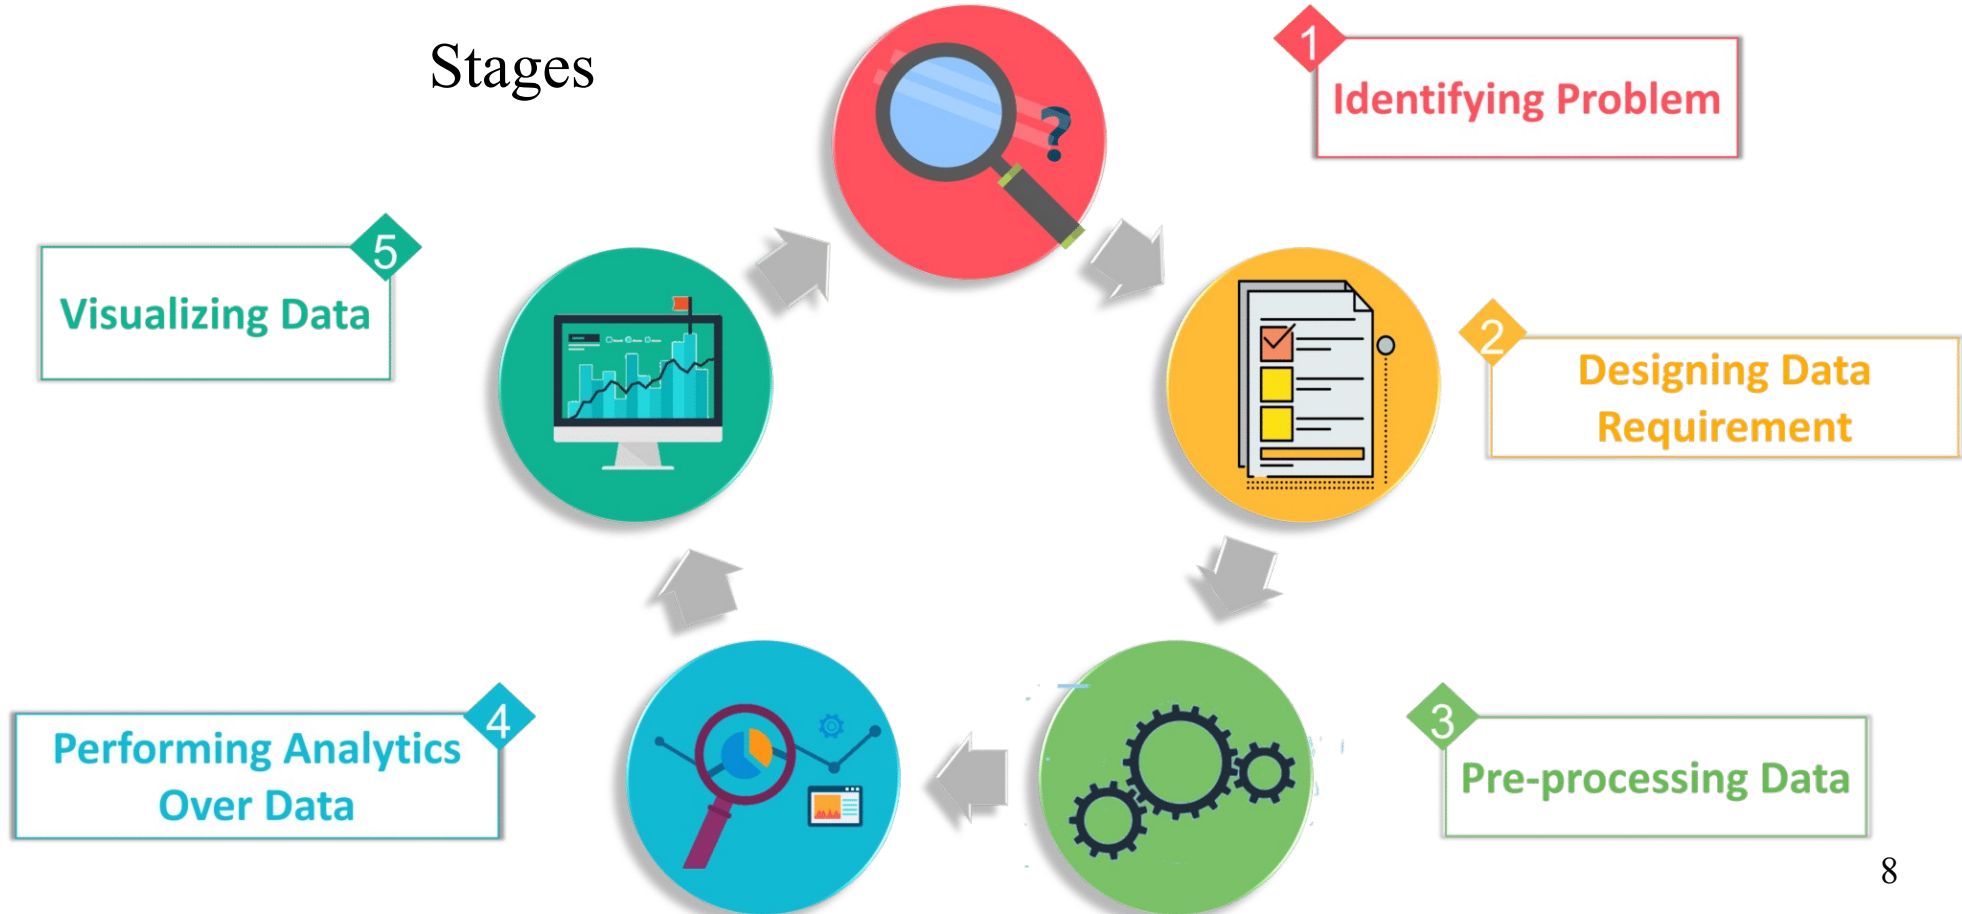 Stages
1
Identifying Problem
2
Designing Data
Requirement
3
Pre-processing Data
4
Performing Analytics
Over Data
5
Visualizing Data
?
8